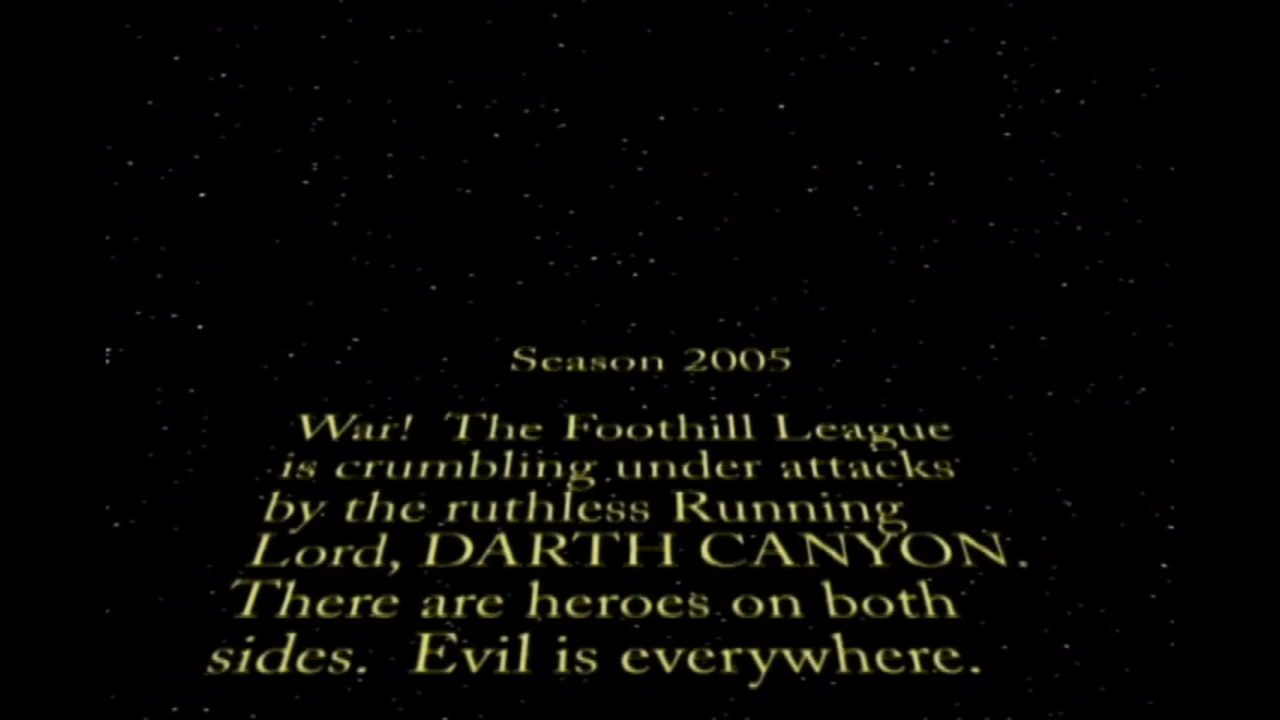 Season 2005
War!  The Foothill League
is crumbling under attacks
by the ruthless Running
Lord, DARTH CANYON.
There are heroes on both
sides.  Evil is everywhere.